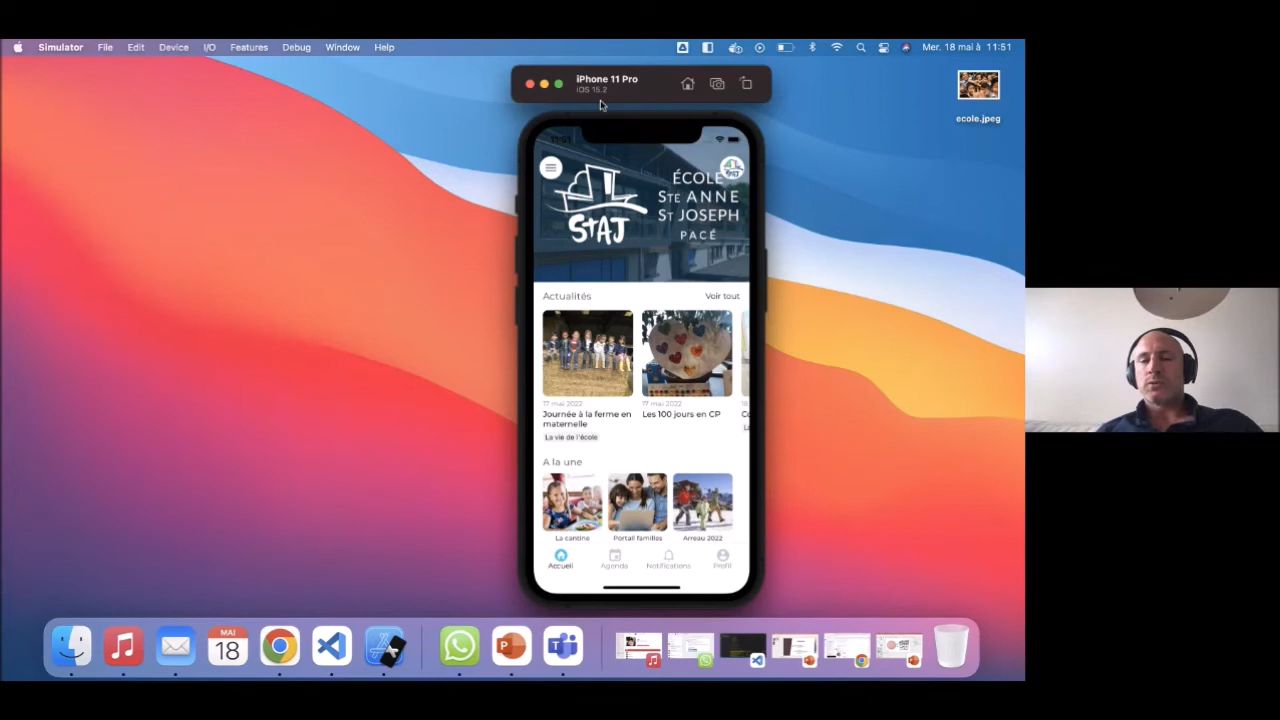 Simulator File Edit Device I/O Features Debug Window Help Mer. 18 mai à 11:51
iPhone 11 Pro
iOS 15.2
ecole.jpeg
11:51
STAJ
ÉCOLE
STE ANNE
ST JOSEPH
PACÉ
Actualités Voir tout
17 mai 2022
Journée à la ferme en
maternelle
La vie de l'école
17 mai 2022
Les 100 jours en CP
A la une
La cantine
Portail familles
Arreau 2022
Accueil Agenda Notifications Profil
MAI
18